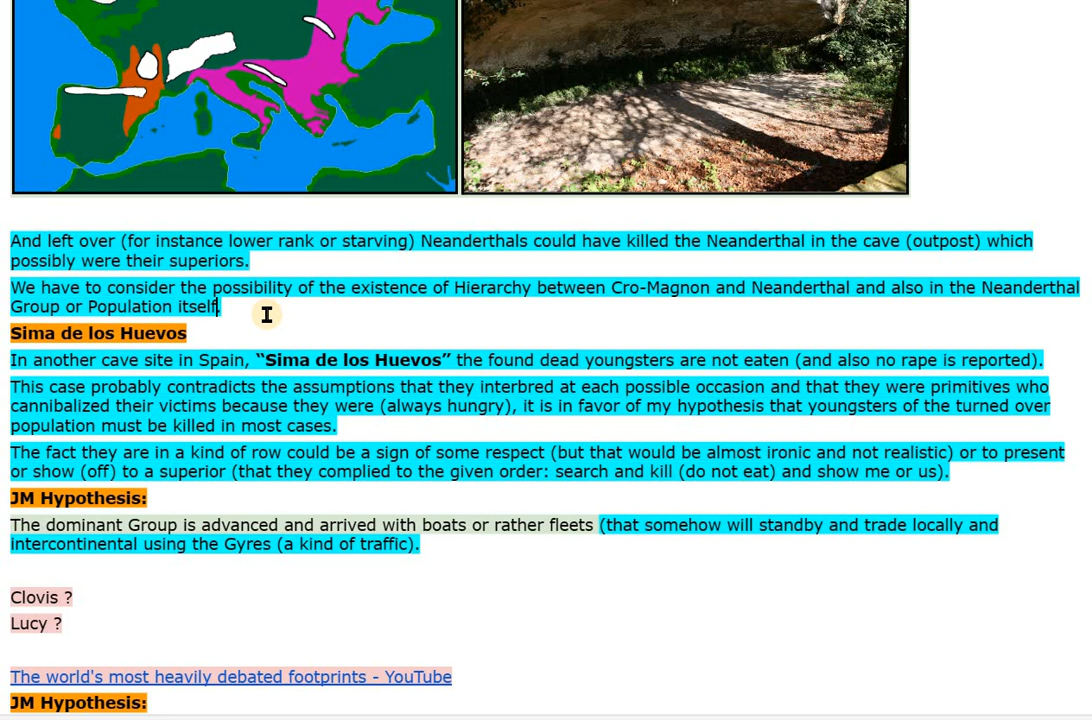 And left over (for instance lower rank or starving) Neanderthals could have killed the Neanderthal in the cave (outpost) which
possibly were their superiors.
We have to consider the possibility of the existence of Hierarchy between Cro-Magnon and Neanderthal and also in the Neanderthal
Group or Population itself.
Sima de los Huevos
In another cave site in Spain, “Sima de los Huevos” the found dead youngsters are not eaten (and also no rape is reported).
This case probably contradicts the assumptions that they interbred at each possible occasion and that they were primitives who
cannibalized their victims because they were (always hungry), it is in favor of my hypothesis that youngsters of the turned over
population must be killed in most cases.
The fact they are in a kind of row could be a sign of some respect (but that would be almost ironic and not realistic) or to present
or show (off) to a superior (that they complied to the given order: search and kill (do not eat) and show me or us).
JM Hypothesis:
The dominant Group is advanced and arrived with boats or rather fleets (that somehow will standby and trade locally and
intercontinental using the Gyres (a kind of traffic).
Clovis ?
Lucy ?
The world's most heavily debated footprints - YouTube
JM Hypothesis: